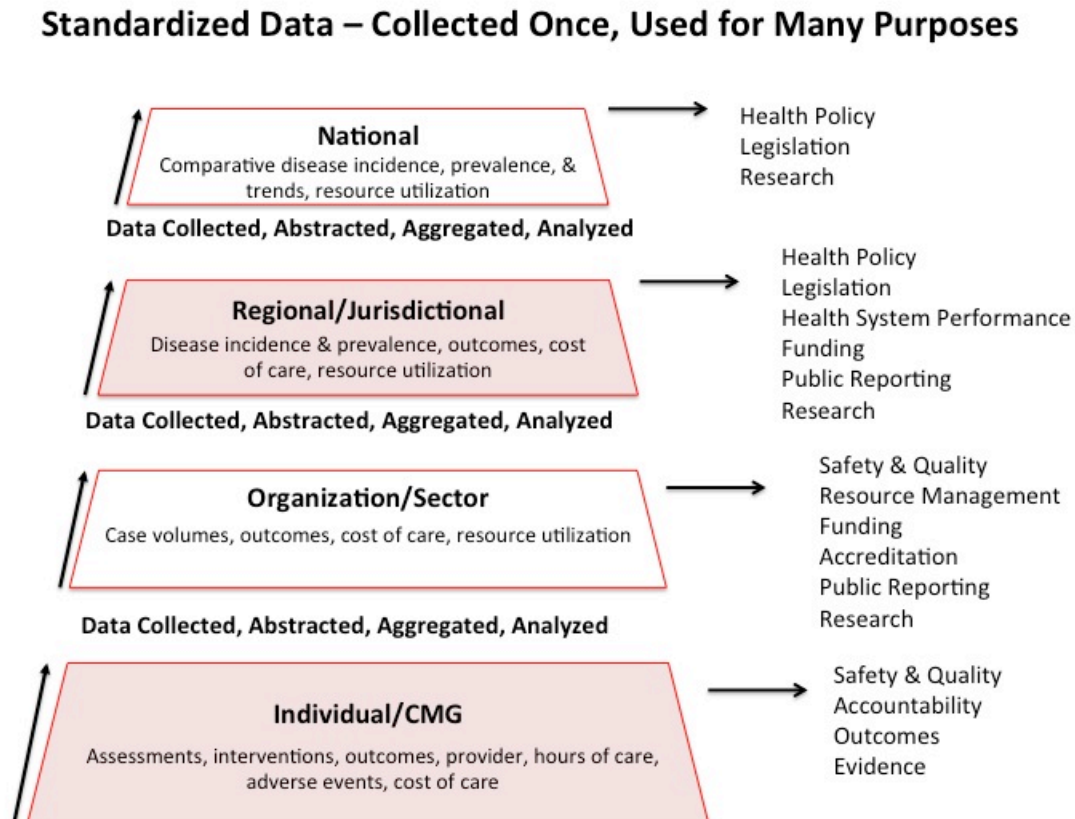 Standardized Data – Collected Once, Used for Many Purposes
National
Comparative disease incidence, prevalence, &
trends, resource utilization
Health Policy
Legislation
Research
Data Collected, Abstracted, Aggregated, Analyzed
Regional/Jurisdictional
Disease incidence & prevalence, outcomes, cost
of care, resource utilization
Health Policy
Legislation
Health System Performance
Funding
Public Reporting
Research
Data Collected, Abstracted, Aggregated, Analyzed
Organization/Sector
Case volumes, outcomes, cost of care, resource utilization
Safety & Quality
Resource Management
Funding
Accreditation
Public Reporting
Research
Data Collected, Abstracted, Aggregated, Analyzed
Individual/CMG
Assessments, interventions, outcomes, provider, hours of care,
adverse events, cost of care
Safety & Quality
Accountability
Outcomes
Evidence